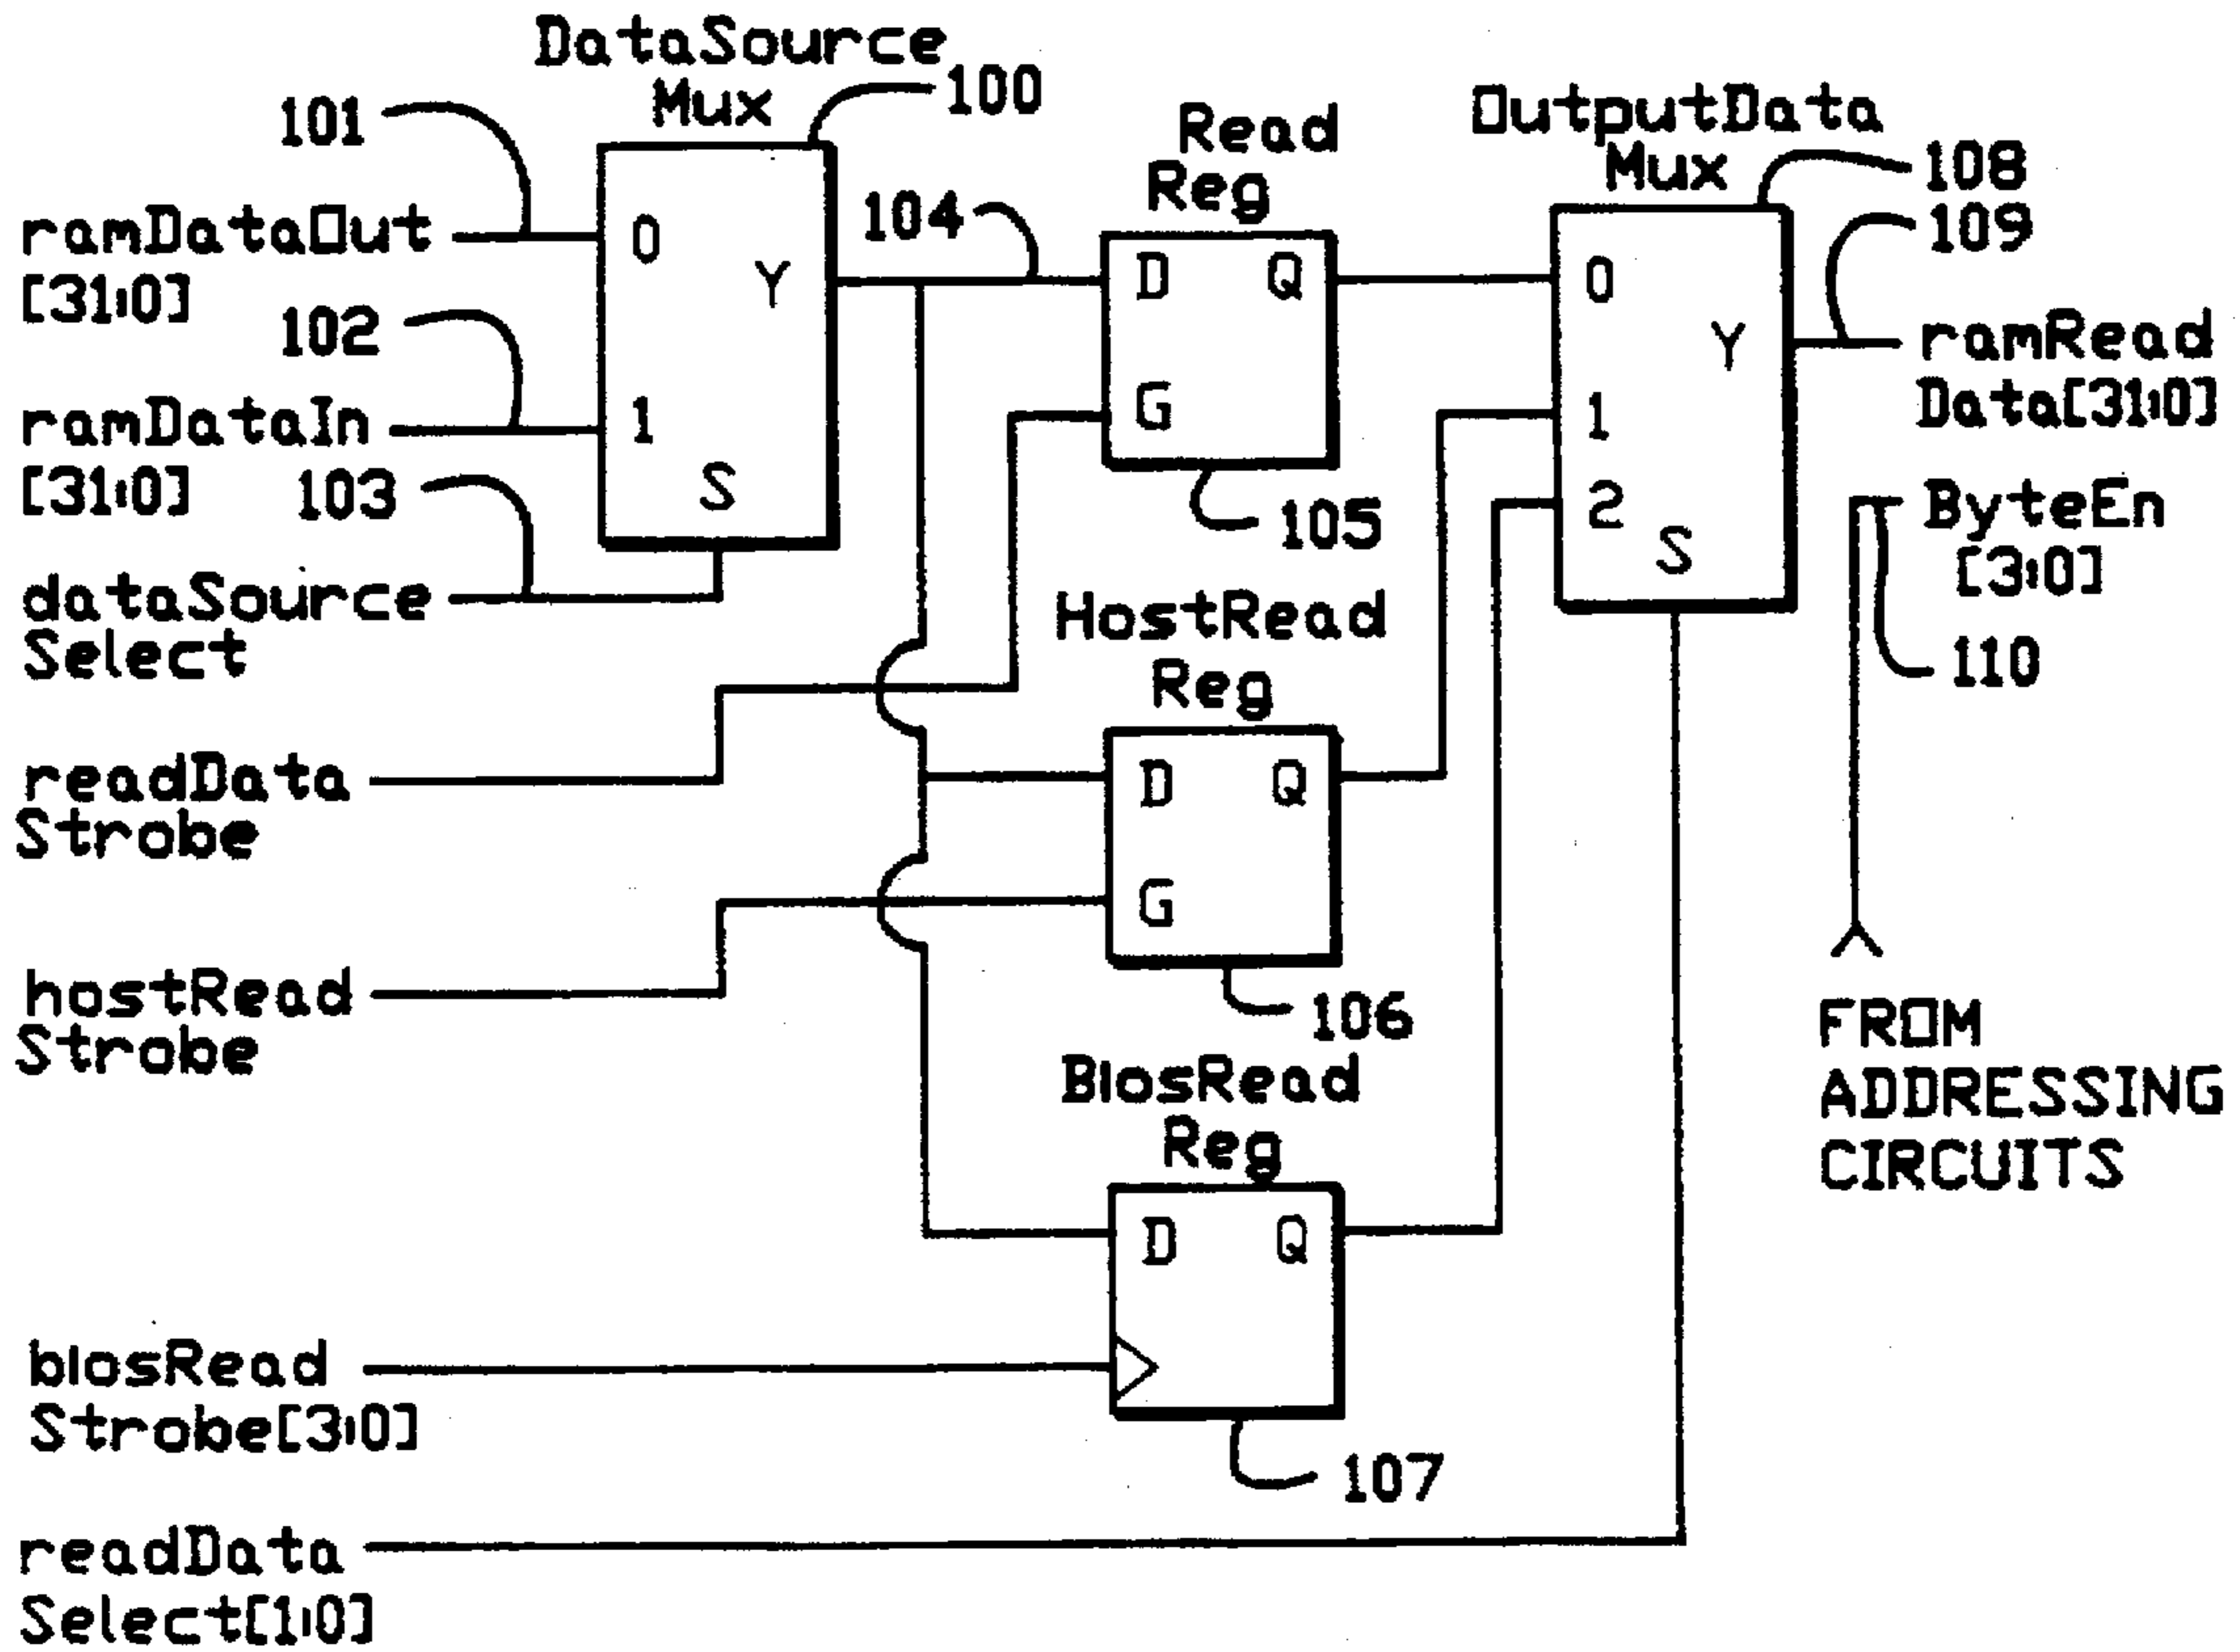 DataSource
Mux
100
101
ramDataOut
[31:0]
0
Y
102
ramDataIn
[31:0]
1
S
103
dataSource
Select
104
Read
Reg
D
Q
G
105
OutputData
Mux
108
109
0
Y
1
2
S
ramRead
Data[31:0]
ByteEn
[3:0]
110
FROM
ADDRESSING
CIRCUITS
readData
Strobe
HostRead
Reg
D
Q
G
106
hostRead
Strobe
BiosRead
Reg
D
Q
107
biosRead
Strobe[3:0]
readData
Select[1:0]